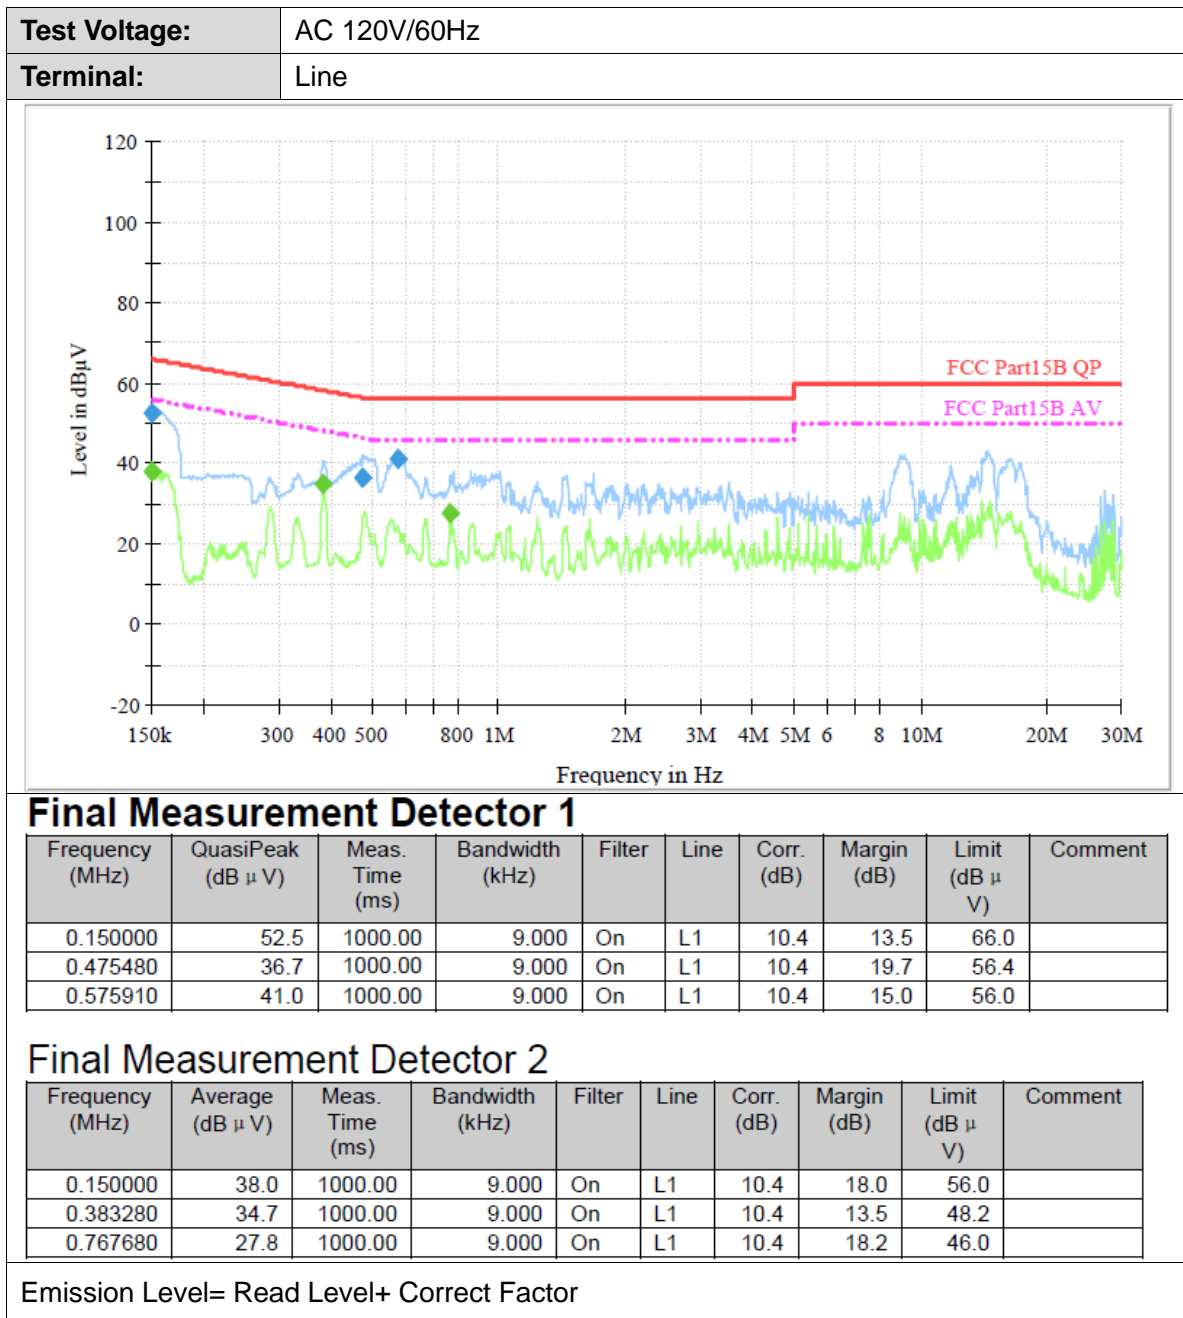 Test Voltage: AC 120V/60Hz
Terminal: Line
120
100
80
60
40
20
0
-20
Level in dBμV
FCC Part15B QP
FCC Part15B AV
150k 300 400 500 800 1M 2M 3M 4M 5M 6 8 10M 20M 30M
Frequency in Hz
Final Measurement Detector 1
Frequency (MHz) QuasiPeak (dB μ V) Meas. Time (ms) Bandwidth (kHz) Filter Line Corr. (dB) Margin (dB) Limit (dB μ V) Comment
0.150000 52.5 1000.00 9.000 On L1 10.4 13.5 66.0
0.475480 36.7 1000.00 9.000 On L1 10.4 19.7 56.4
0.575910 41.0 1000.00 9.000 On L1 10.4 15.0 56.0
Final Measurement Detector 2
Frequency (MHz) Average (dB μ V) Meas. Time (ms) Bandwidth (kHz) Filter Line Corr. (dB) Margin (dB) Limit (dB μ V) Comment
0.150000 38.0 1000.00 9.000 On L1 10.4 18.0 56.0
0.383280 34.7 1000.00 9.000 On L1 10.4 13.5 48.2
0.767680 27.8 1000.00 9.000 On L1 10.4 18.2 46.0
Emission Level= Read Level+ Correct Factor